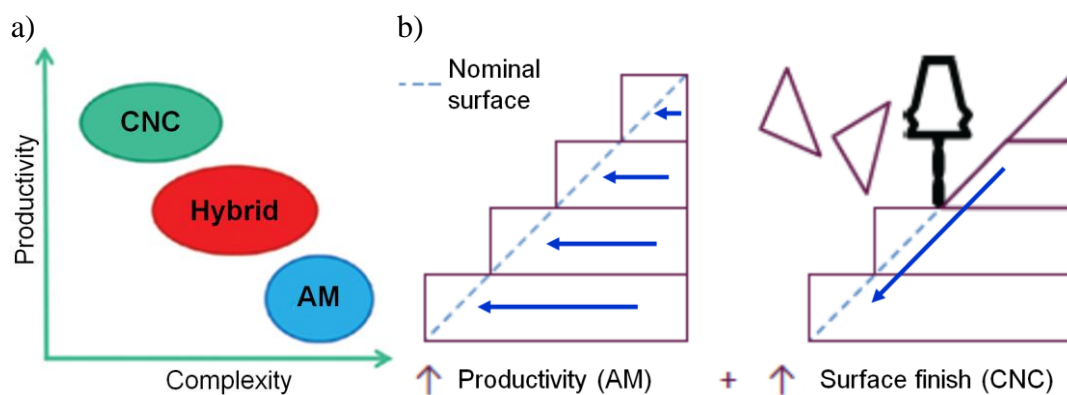 a)
Productivity
CNC
Hybrid
AM
Complexity
b)
Nominal
surface
↑ Productivity (AM) + ↑ Surface finish (CNC)